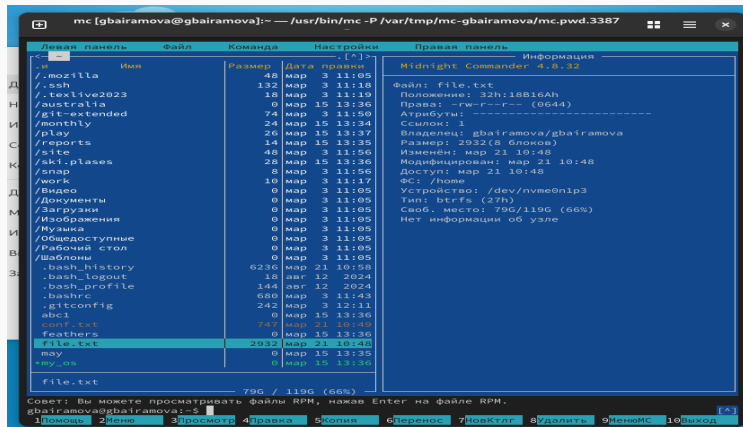 mc [gbairamova@gbairamova]:~ — /usr/bin/mc -P /var/tmp/mc-gbairamova/mc.pwd.3387
Левая панель Файл Команда Настройки Правая панель
<— ~ .[^]>
.и Имя Размер Дата правки
/.mozilla 48 мар 3 11:05
/.ssh 132 мар 3 11:18
/.texlive2023 18 мар 3 11:19
/australia 0 мар 15 13:36
/git-extended 74 мар 3 11:50
/monthly 24 мар 15 13:34
/play 26 мар 15 13:37
/reports 14 мар 15 13:35
/site 48 мар 3 11:56
/ski.plases 28 мар 15 13:36
/snap 8 мар 3 11:56
/work 10 мар 3 11:17
/Видео 0 мар 3 11:05
/Документы 0 мар 3 11:05
/Загрузки 0 мар 3 11:05
/Изображения 0 мар 3 11:05
/Музыка 0 мар 3 11:05
/Общедоступные 0 мар 3 11:05
/Рабочий стол 0 мар 3 11:05
/Шаблоны 0 мар 3 11:05
.bash_history 6236 мар 21 10:58
.bash_logout 18 авг 12 2024
.bash_profile 144 авг 12 2024
.bashrc 680 мар 3 11:43
.gitconfig 242 мар 3 12:11
abc1 0 мар 15 13:36
conf.txt 747 мар 21 10:49
feathers 0 мар 15 13:36
file.txt 2932 мар 21 10:48
may 0 мар 15 13:35
*my_os 0 мар 15 13:36
file.txt
79G / 119G (66%)
Информация
Midnight Commander 4.8.32
Файл: file.txt
Положение: 32h:18B16Ah
Права: -rw-r--r-- (0644)
Атрибуты: -------------------------
Ссылок: 1
Владелец: gbairamova/gbairamova
Размер: 2932(8 блоков)
Изменён: мар 21 10:48
Модифицирован: мар 21 10:48
Доступ: мар 21 10:48
ФС: /home
Устройство: /dev/nvme0n1p3
Тип: btrfs (27h)
Своб. место: 79G/119G (66%)
Нет информации об узле
Совет: Вы можете просматривать файлы RPM, нажав Enter на файле RPM.
gbairamova@gbairamova:~$ [^]
1Помощь 2Меню 3Просмотр 4Правка 5Копия 6Перенос 7НовКтлг 8Удалить 9МенюMC 10Выход